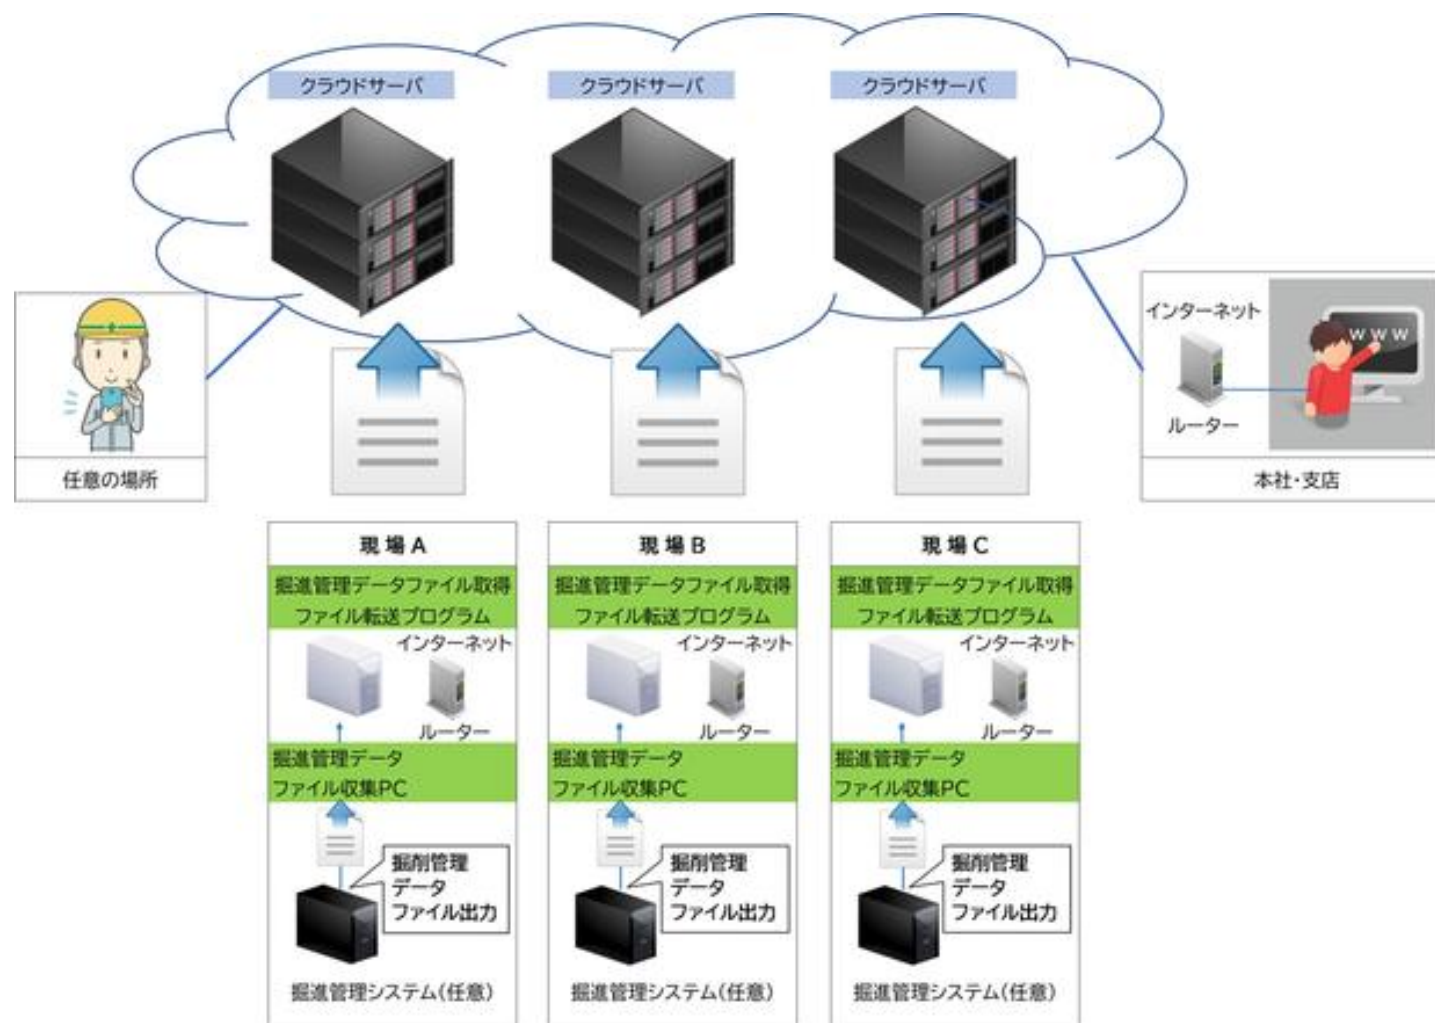 クラウドサーバ
クラウドサーバ
クラウドサーバ
任意の場所
インターネット
ルーター
WWW
本社・支店
現場A
掘進管理データファイル取得
ファイル転送プログラム
インターネット
ルーター
掘進管理データ
ファイル収集PC
掘削管理
データ
ファイル出力
掘進管理システム(任意)
現場B
掘進管理データファイル取得
ファイル転送プログラム
インターネット
ルーター
掘進管理データ
ファイル収集PC
掘削管理
データ
ファイル出力
掘進管理システム(任意)
現場C
掘進管理データファイル取得
ファイル転送プログラム
インターネット
ルーター
掘進管理データ
ファイル収集PC
掘削管理
データ
ファイル出力
掘進管理システム(任意)